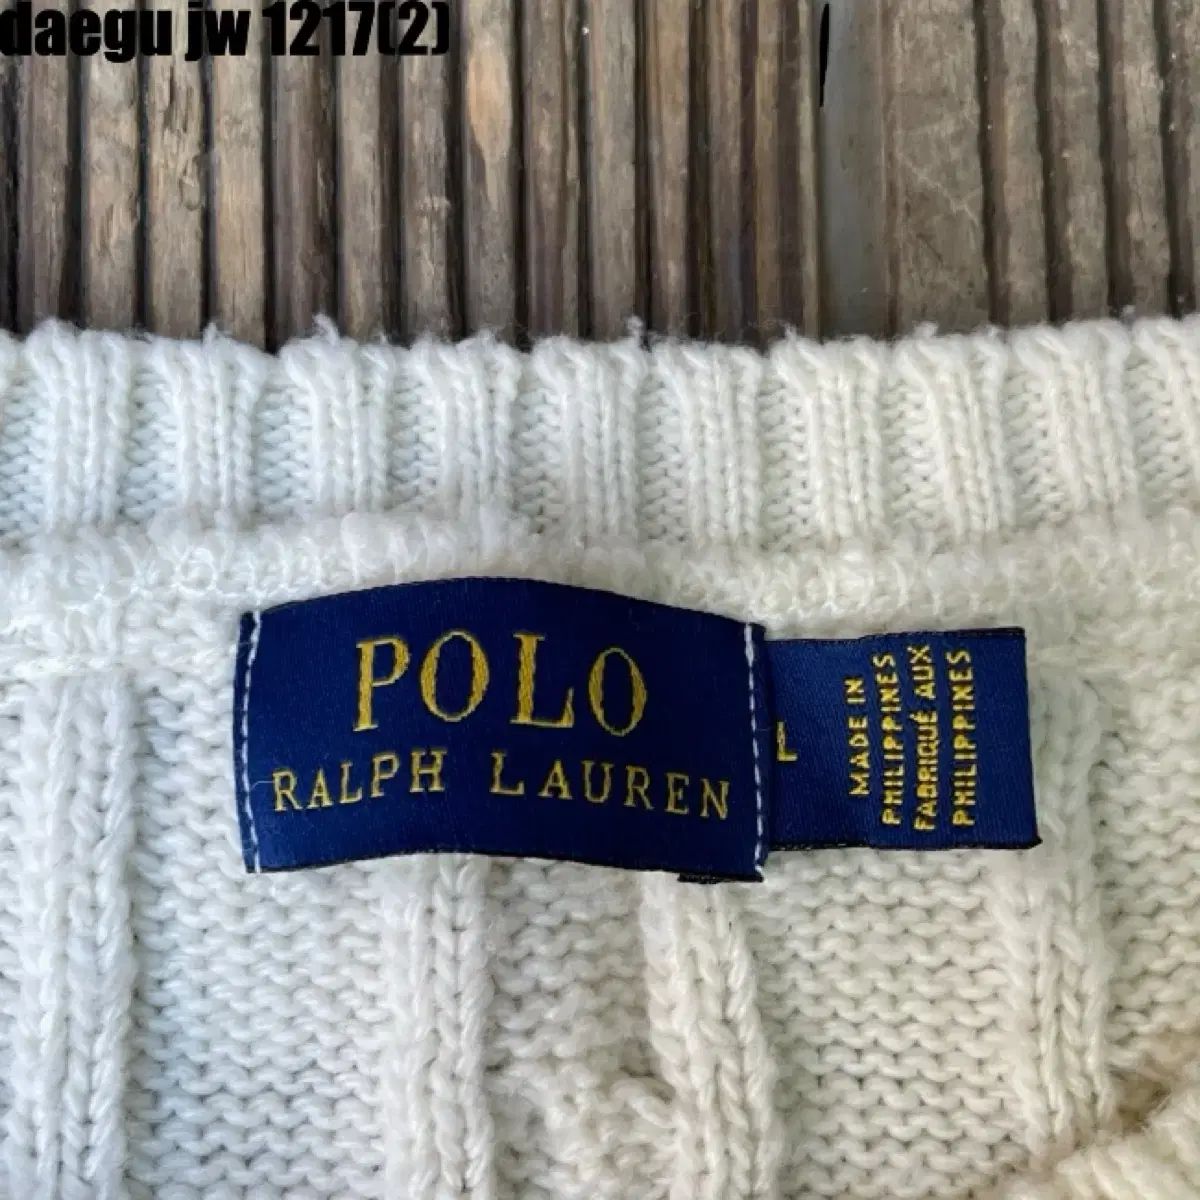 daegu jw 1217(2)
POLO
RALPH LAUREN
L
MADE IN
PHILIPPINES
FABRIQUÉ AUX
PHILIPPINES